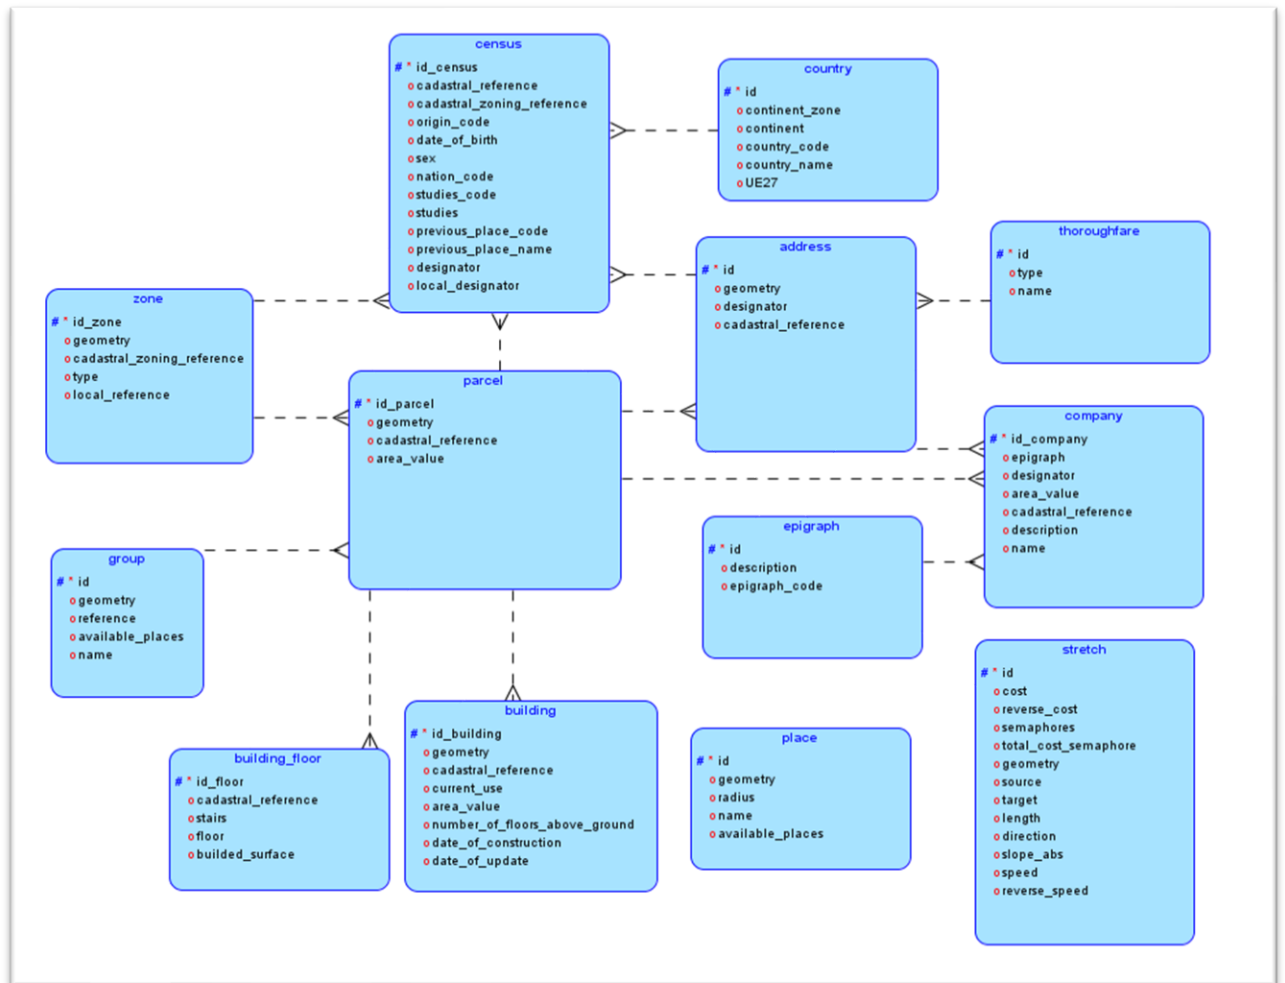 census
# * id_census
o cadastral_reference
o cadastral_zoning_reference
o origin_code
o date_of_birth
o sex
o nation_code
o studies_code
o studies
o previous_place_code
o previous_place_name
o designator
o local_designator
country
# * id
o continent_zone
o continent
o country_code
o country_name
o UE27
thoroughfare
# * id
o type
o name
address
# * id
o geometry
o designator
o cadastral_reference
zone
# * id_zone
o geometry
o cadastral_zoning_reference
o type
o local_reference
parcel
# * id_parcel
o geometry
o cadastral_reference
o area_value
company
# * id_company
o epigraph
o designator
o area_value
o cadastral_reference
o description
o name
epigraph
# * id
o description
o epigraph_code
group
# * id
o geometry
o reference
o available_places
o name
stretch
# * id
o cost
o reverse_cost
o semaphores
o total_cost_semaphore
o geometry
o source
o target
o length
o direction
o slope_abs
o speed
o reverse_speed
building
# * id_building
o geometry
o cadastral_reference
o current_use
o area_value
o number_of_floors_above_ground
o date_of_construction
o date_of_update
place
# * id
o geometry
o radius
o name
o available_places
building_floor
# * id_floor
o cadastral_reference
o stairs
o floor
o builded_surface